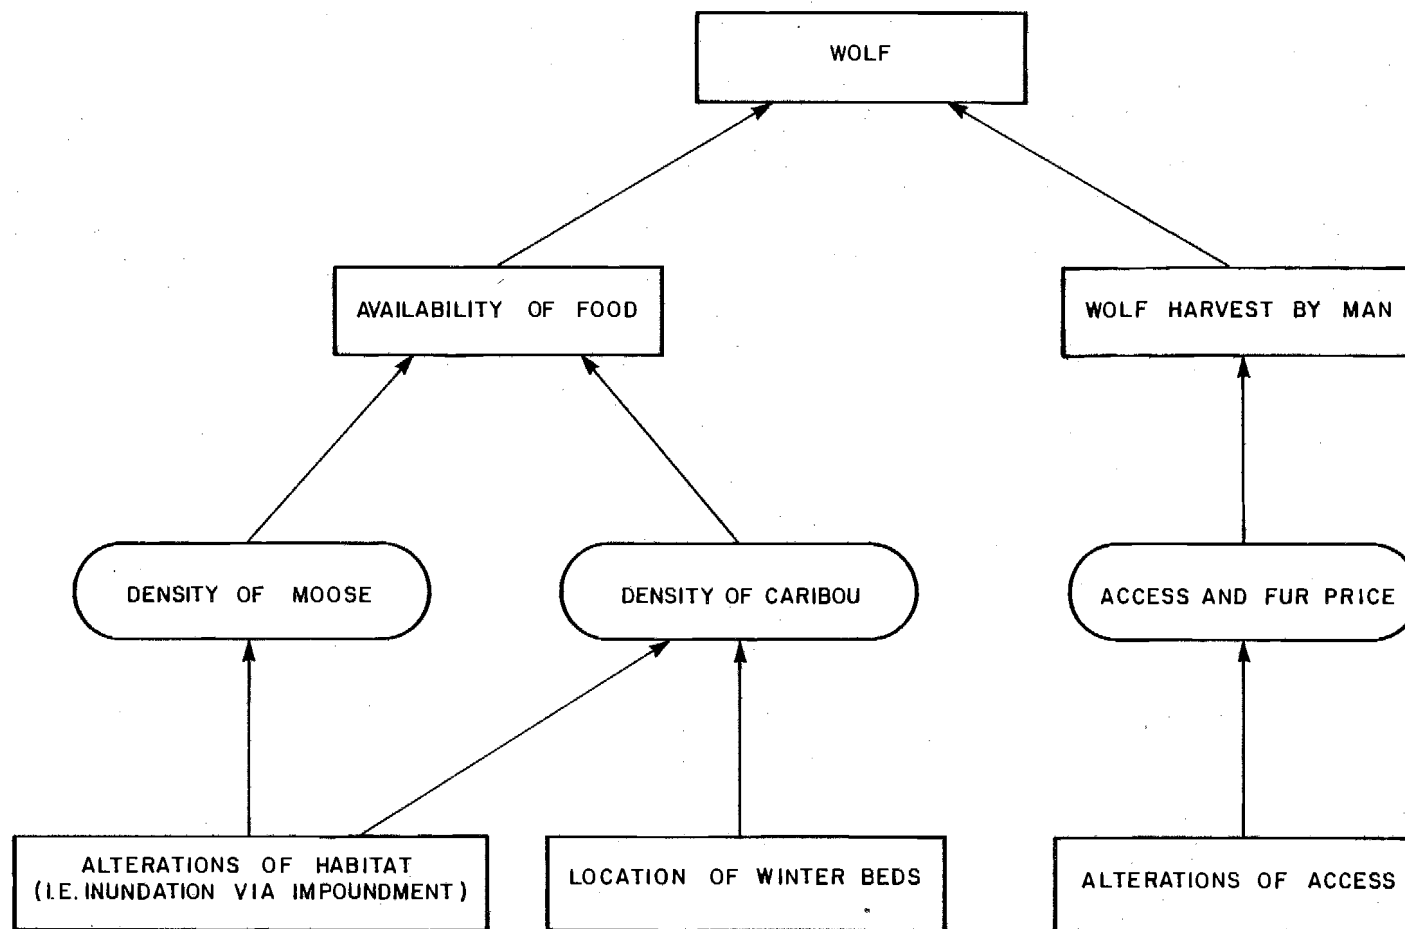 WOLF
AVAILABILITY OF FOOD
WOLF HARVEST BY MAN
DENSITY OF MOOSE
DENSITY OF CARIBOU
ACCESS AND FUR PRICE
ALTERATIONS OF HABITAT
(I.E. INUNDATION VIA IMPOUNDMENT)
LOCATION OF WINTER BEDS
ALTERATIONS OF ACCESS